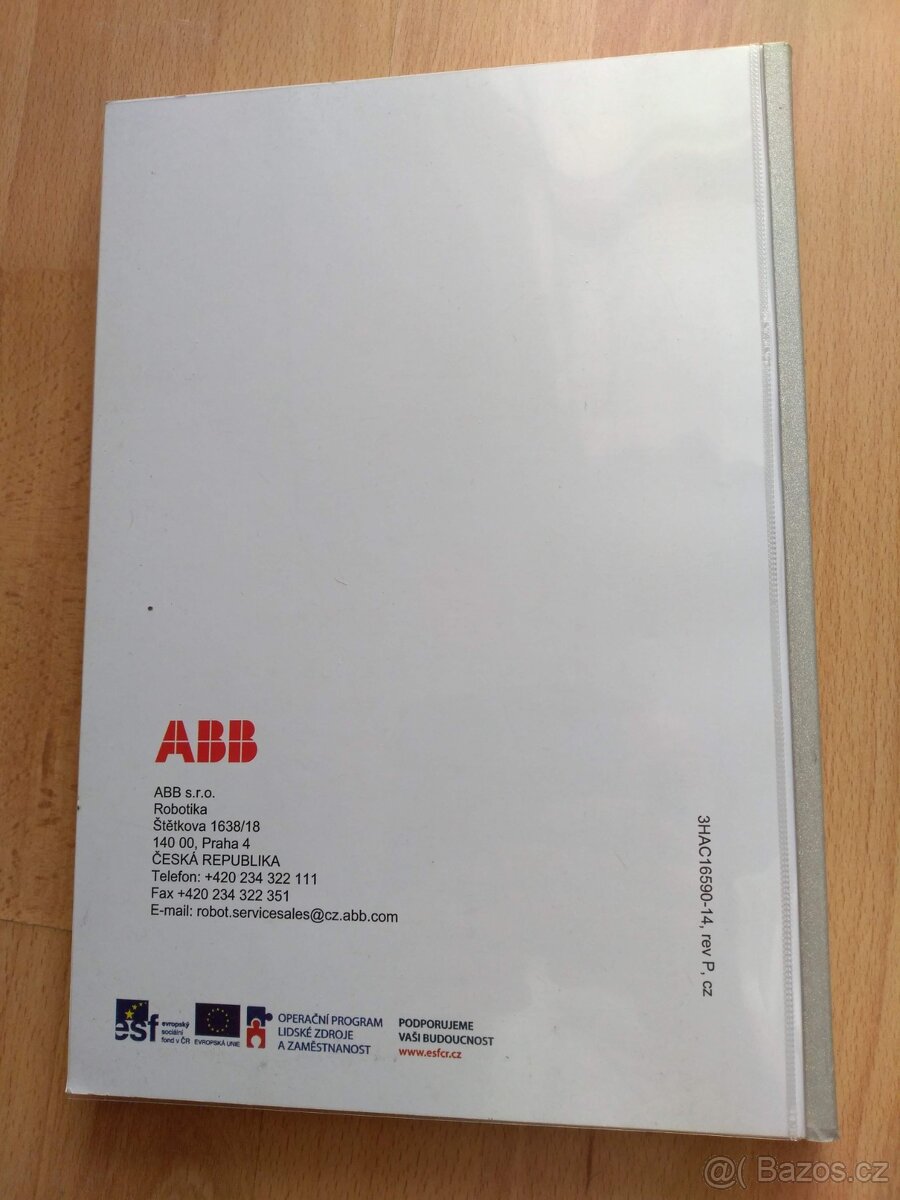 ABB
ABB s.r.o.
Robotika
Štětkova 1638/18
140 00, Praha 4
ČESKÁ REPUBLIKA
Telefon: +420 234 322 111
Fax +420 234 322 351
E-mail: robot.servicesales@cz.abb.com
3HAC16590-14, rev P, cz
esf
evropský
sociální
fond v ČR
EVROPSKÁ UNIE
OPERAČNÍ PROGRAM
LIDSKÉ ZDROJE
A ZAMĚSTNANOST
PODPORUJEME
VAŠI BUDOUCNOST
www.esfcr.cz
@( Bazos.cz